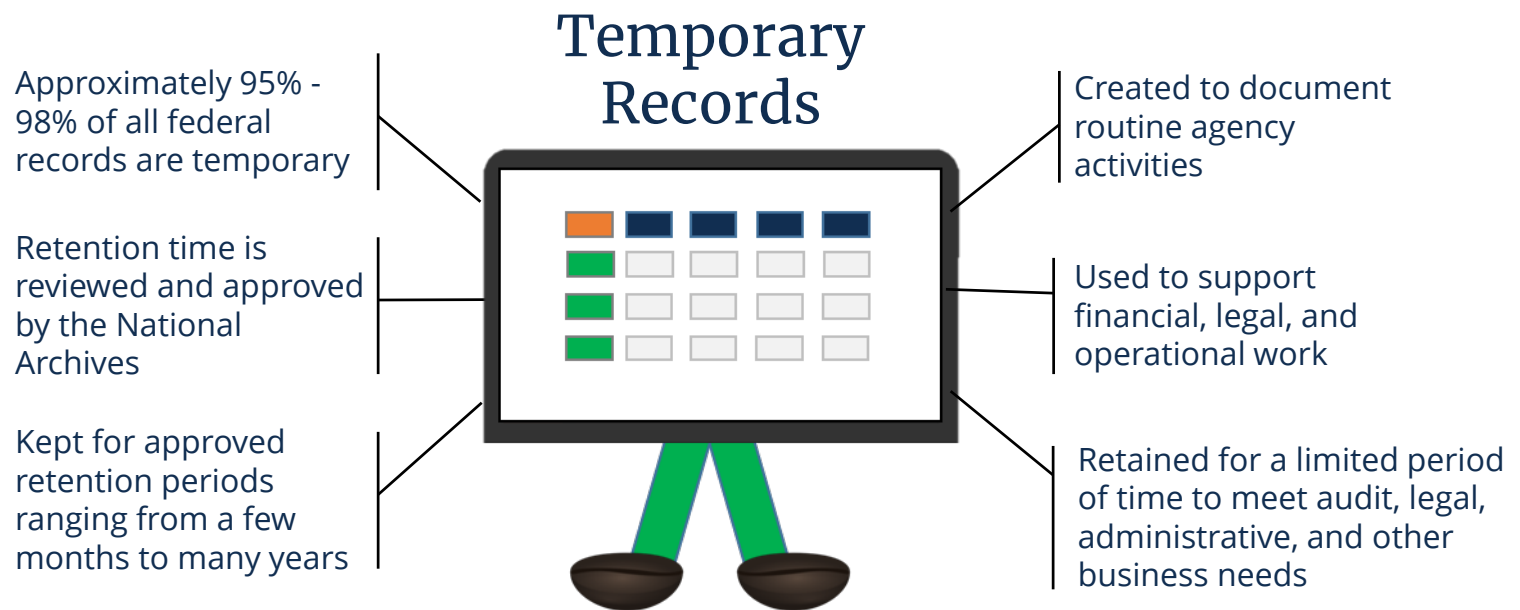 Temporary
Records
Approximately 95% -
98% of all federal
records are temporary
Retention time is
reviewed and approved
by the National
Archives
Kept for approved
retention periods
ranging from a few
months to many years
Created to document
routine agency
activities
Used to support
financial, legal, and
operational work
Retained for a limited period
of time to meet audit, legal,
administrative, and other
business needs